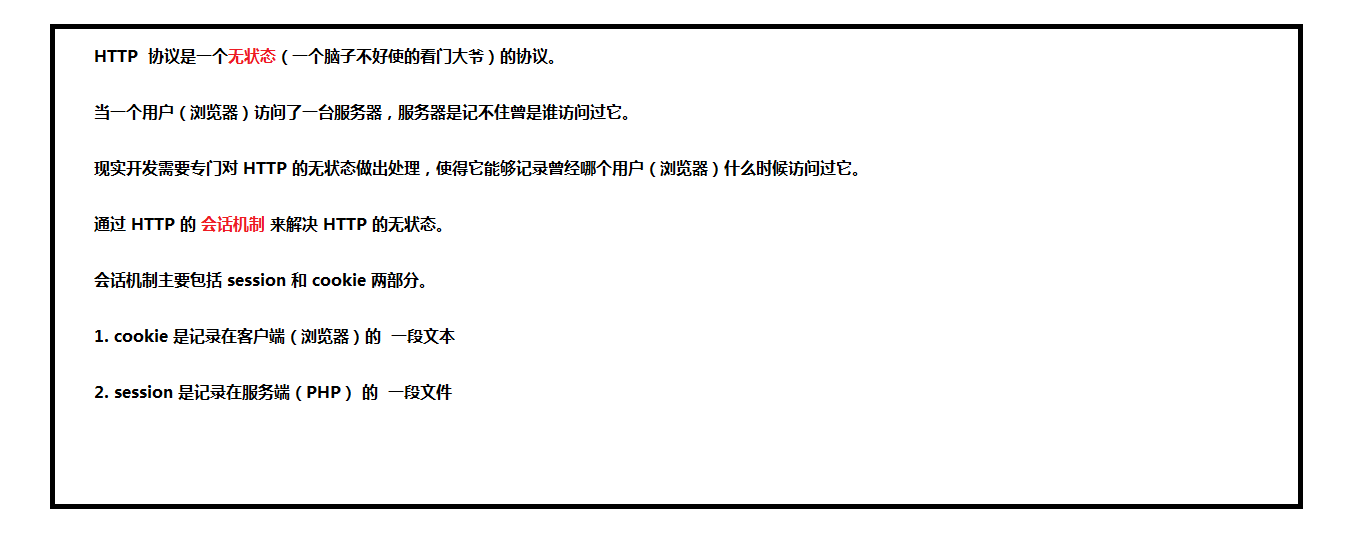 HTTP 协议是一个无状态（一个脑子不好使的看门大爷）的协议。
当一个用户（浏览器）访问了一台服务器，服务器是记不住曾是谁访问过它。
现实开发需要专门对 HTTP 的无状态做出处理，使得它能够记录曾经哪个用户（浏览器）什么时候访问过它。
通过 HTTP 的 会话机制 来解决 HTTP 的无状态。
会话机制主要包括 session 和 cookie 两部分。
1. cookie 是记录在客户端（浏览器）的 一段文本
2. session 是记录在服务端（PHP） 的 一段文件